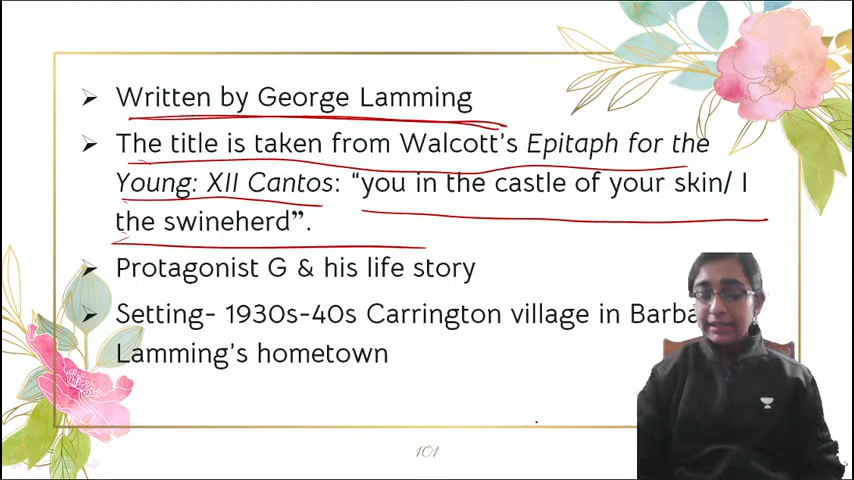 ➢ Written by George Lamming
➢ The title is taken from Walcott's Epitaph for the
Young: XII Cantos: "you in the castle of your skin/ I
the swineherd".
➢ Protagonist G & his life story
➢ Setting- 1930s-40s Carrington village in
Lamming's hometown
101